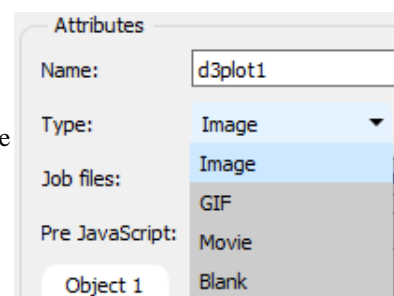 Attributes
Name: d3plot1
e Type: Image
Image
Job files:
GIF
Pre JavaScript:
Movie
Object 1
Blank